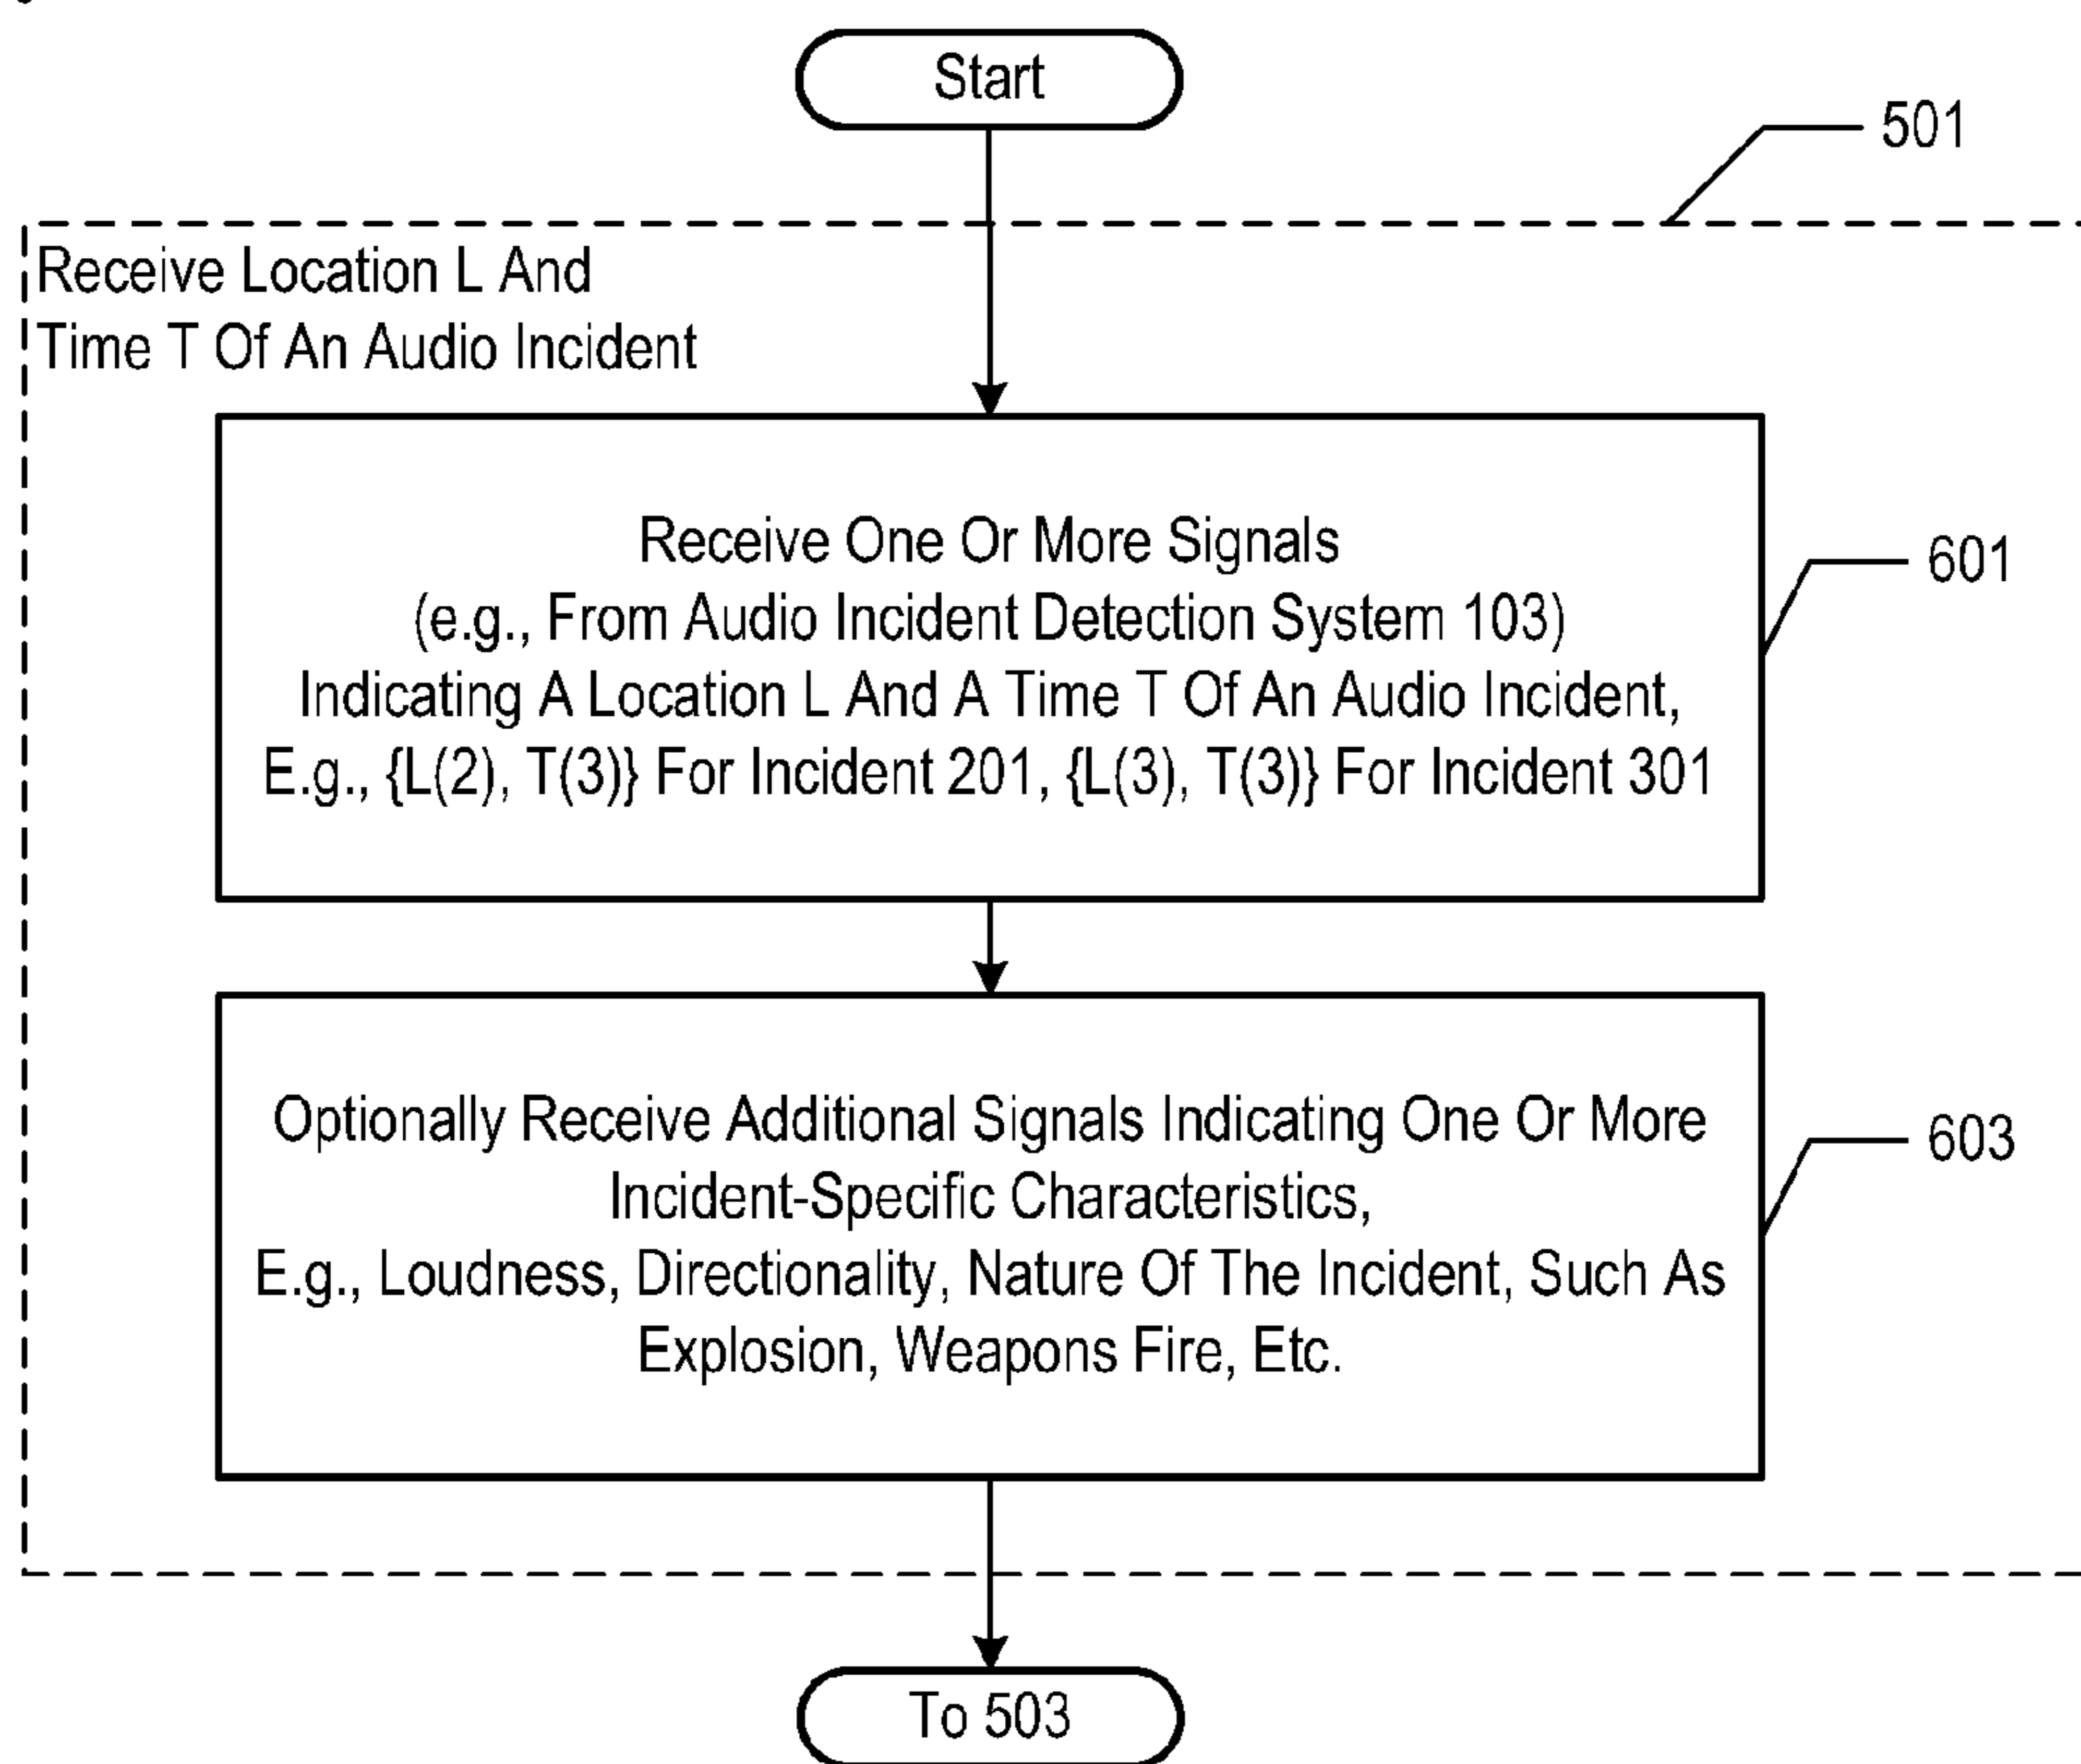 Start
501
Receive Location L And
Time T Of An Audio Incident
Receive One Or More Signals
(e.g., From Audio Incident Detection System 103)
Indicating A Location L And A Time T Of An Audio Incident,
E.g., {L(2), T(3)} For Incident 201, {L(3), T(3)} For Incident 301
601
Optionally Receive Additional Signals Indicating One Or More
Incident-Specific Characteristics,
E.g., Loudness, Directionality, Nature Of The Incident, Such As
Explosion, Weapons Fire, Etc.
603
To 503